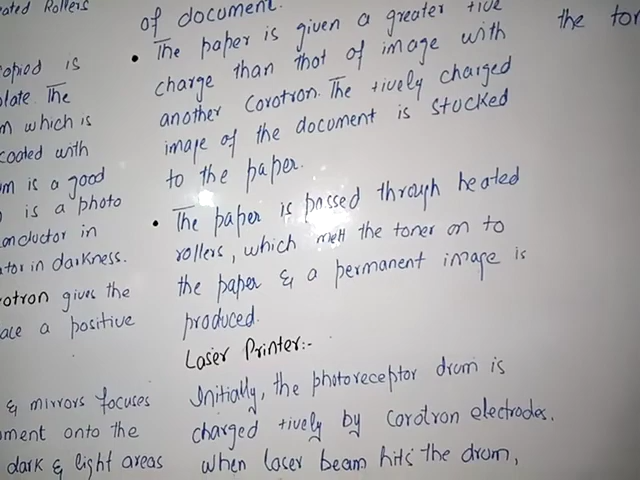 ated Rollers
opied is
plate. The
m which is
coated with
um is a good
is a photo
onductor in
ator in darkness.
otron gives the
ace a positive
& mirrors focuses
ment onto the
dark & light areas
of document.
• The paper is given a greater +ive
charge than that of image with
another Corotron. The +ively charged
image of the document is stucked
to the paper.
• The paper is passed through heated
rollers, which melt the toner on to
the paper & a permanent image is
produced.
Laser Printer:-
Initially, the photoreceptor drum is
charged +ively by Corotron electrodes.
when laser beam hits the drum,
the ton